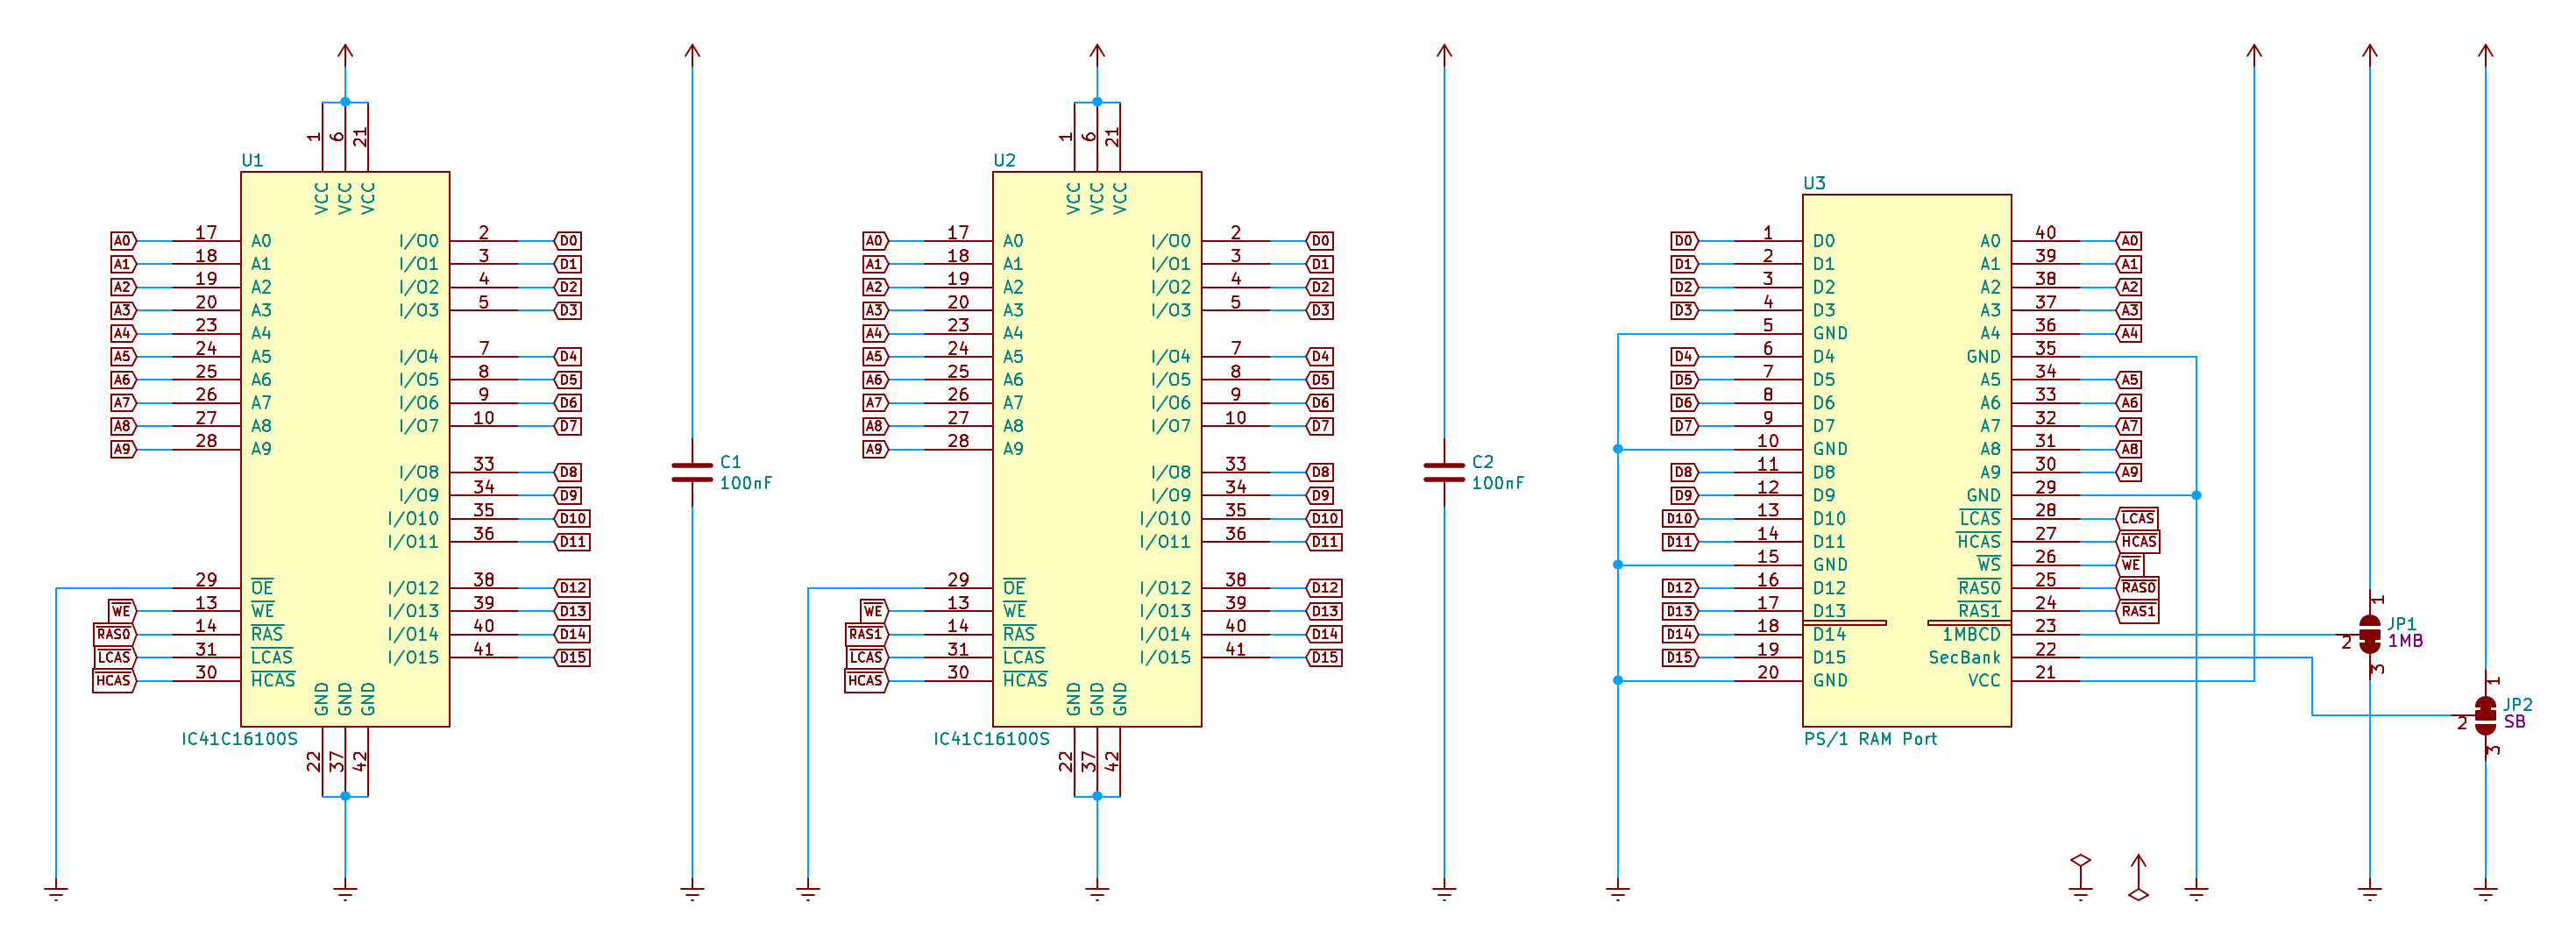 U1
1
6
21
VCC
VCC
VCC
A0 17 A0
A1 18 A1
A2 19 A2
A3 20 A3
A4 23 A4
A5 24 A5
A6 25 A6
A7 26 A7
A8 27 A8
A9 28 A9
29 OE
WE 13 WE
RAS0 14 RAS
LCAS 31 LCAS
HCAS 30 HCAS
I/O0 2 D0
I/O1 3 D1
I/O2 4 D2
I/O3 5 D3
I/O4 7 D4
I/O5 8 D5
I/O6 9 D6
I/O7 10 D7
I/O8 33 D8
I/O9 34 D9
I/O10 35 D10
I/O11 36 D11
I/O12 38 D12
I/O13 39 D13
I/O14 40 D14
I/O15 41 D15
GND
GND
GND
22
37
42
IC41C16100S
C1
100nF
U2
1
6
21
VCC
VCC
VCC
A0 17 A0
A1 18 A1
A2 19 A2
A3 20 A3
A4 23 A4
A5 24 A5
A6 25 A6
A7 26 A7
A8 27 A8
A9 28 A9
29 OE
WE 13 WE
RAS1 14 RAS
LCAS 31 LCAS
HCAS 30 HCAS
I/O0 2 D0
I/O1 3 D1
I/O2 4 D2
I/O3 5 D3
I/O4 7 D4
I/O5 8 D5
I/O6 9 D6
I/O7 10 D7
I/O8 33 D8
I/O9 34 D9
I/O10 35 D10
I/O11 36 D11
I/O12 38 D12
I/O13 39 D13
I/O14 40 D14
I/O15 41 D15
GND
GND
GND
22
37
42
IC41C16100S
C2
100nF
U3
D0 1 D0
D1 2 D1
D2 3 D2
D3 4 D3
5 GND
D4 6 D4
D5 7 D5
D6 8 D6
D7 9 D7
10 GND
D8 11 D8
D9 12 D9
D10 13 D10
D11 14 D11
15 GND
D12 16 D12
D13 17 D13
D14 18 D14
D15 19 D15
20 GND
A0 40 A0
A1 39 A1
A2 38 A2
A3 37 A3
A4 36 A4
GND 35
A5 34 A5
A6 33 A6
A7 32 A7
A8 31 A8
A9 30 A9
GND 29
LCAS 28 LCAS
HCAS 27 HCAS
WS 26 WE
RAS0 25 RAS0
RAS1 24 RAS1
1MBCD 23
SecBank 22
VCC 21
PS/1 RAM Port
1
2
3
JP1
1MB
1
2
3
JP2
SB